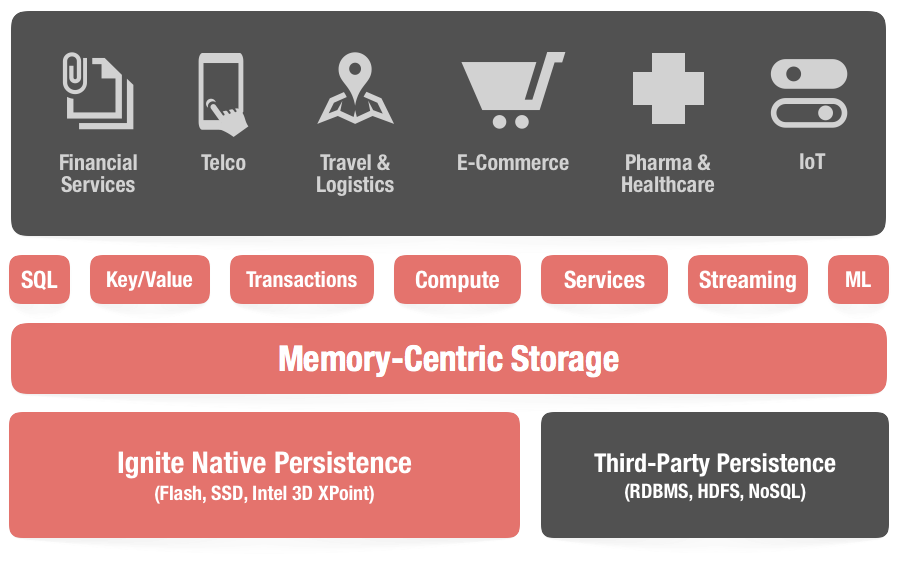 Financial
Services
Telco
Travel &
Logistics
E-Commerce
Pharma &
Healthcare
IoT
SQL
Key/Value
Transactions
Compute
Services
Streaming
ML
Memory-Centric Storage
Ignite Native Persistence
(Flash, SSD, Intel 3D XPoint)
Third-Party Persistence
(RDBMS, HDFS, NoSQL)